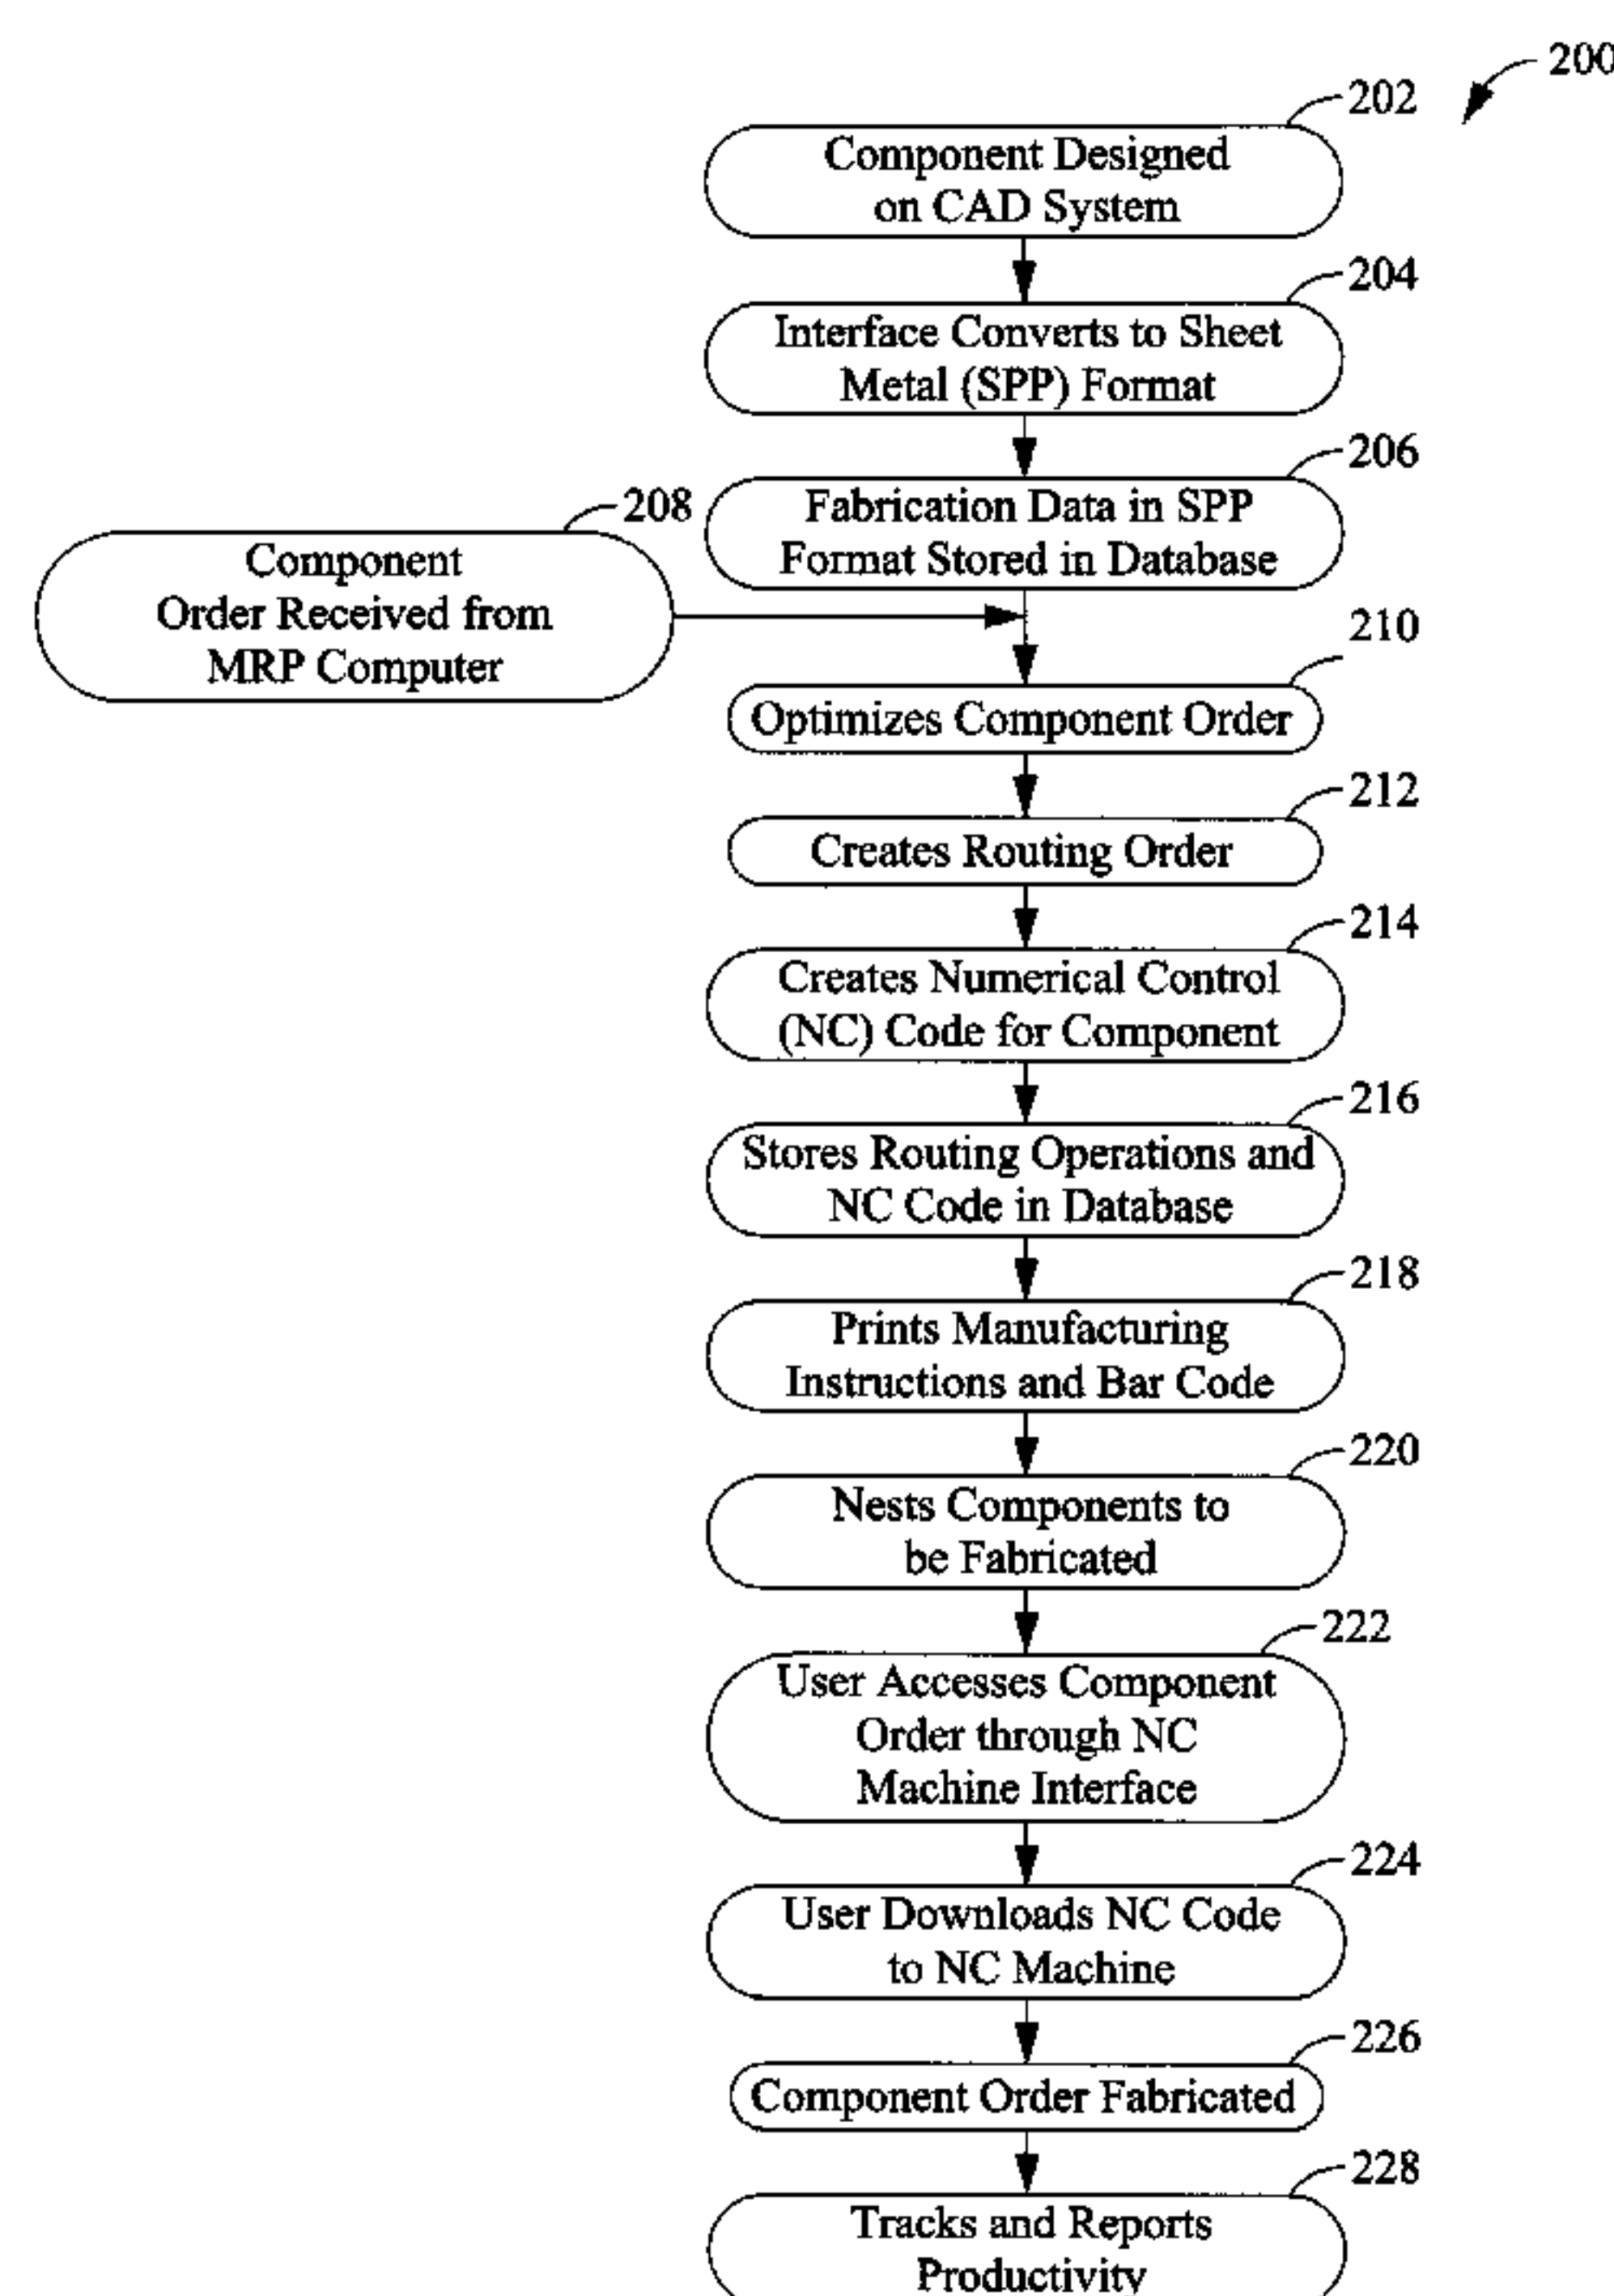 200
202
Component Designed
on CAD System
204
Interface Converts to Sheet
Metal (SPP) Format
206
Fabrication Data in SPP
Format Stored in Database
208
Component
Order Received from
MRP Computer
210
Optimizes Component Order
212
Creates Routing Order
214
Creates Numerical Control
(NC) Code for Component
216
Stores Routing Operations and
NC Code in Database
218
Prints Manufacturing
Instructions and Bar Code
220
Nests Components to
be Fabricated
222
User Accesses Component
Order through NC
Machine Interface
224
User Downloads NC Code
to NC Machine
226
Component Order Fabricated
228
Tracks and Reports
Productivity